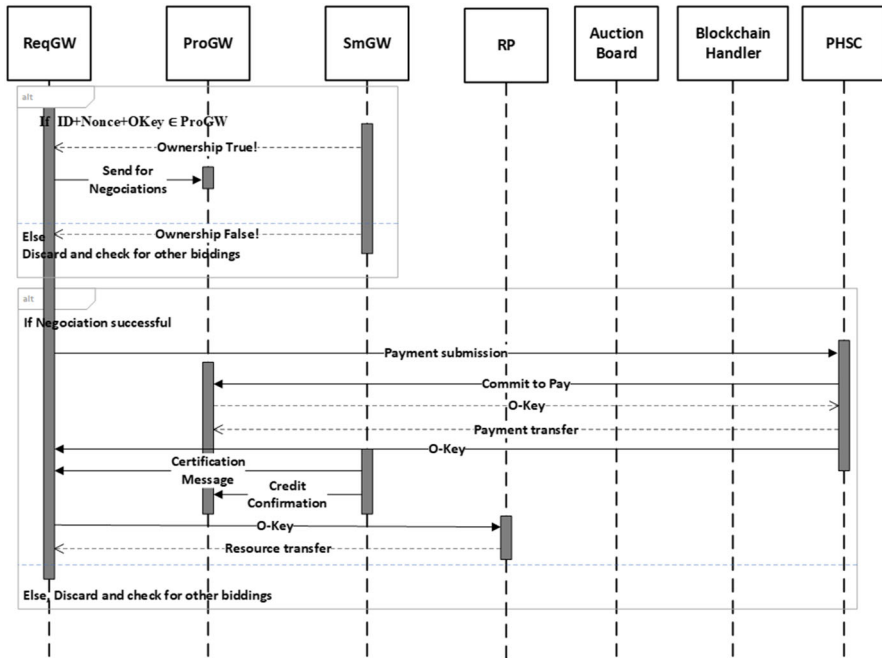 ReqGW
ProGW
SmGW
RP
Auction
Board
Blockchain
Handler
PHSC
alt
If ID+Nonce+OKey ∈ ProGW
Ownership True!
Send for
Negociations
Ownership False!
Else
Discard and check for other biddings
alt
If Negociation successful
Payment submission
Commit to Pay
O-Key
Payment transfer
O-Key
Certification
Message
Credit
Confirmation
O-Key
Resource transfer
Else, Discard and check for other biddings